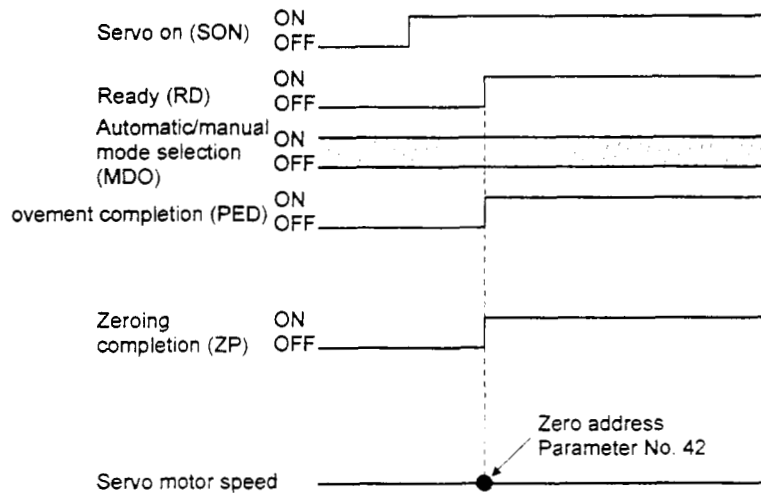 Servo on (SON)
ON
OFF
Ready (RD)
ON
OFF
Automatic/manual
mode selection
(MDO)
ON
OFF
ovement completion (PED)
ON
OFF
Zeroing
completion (ZP)
ON
OFF
Zero address
Parameter No. 42
Servo motor speed